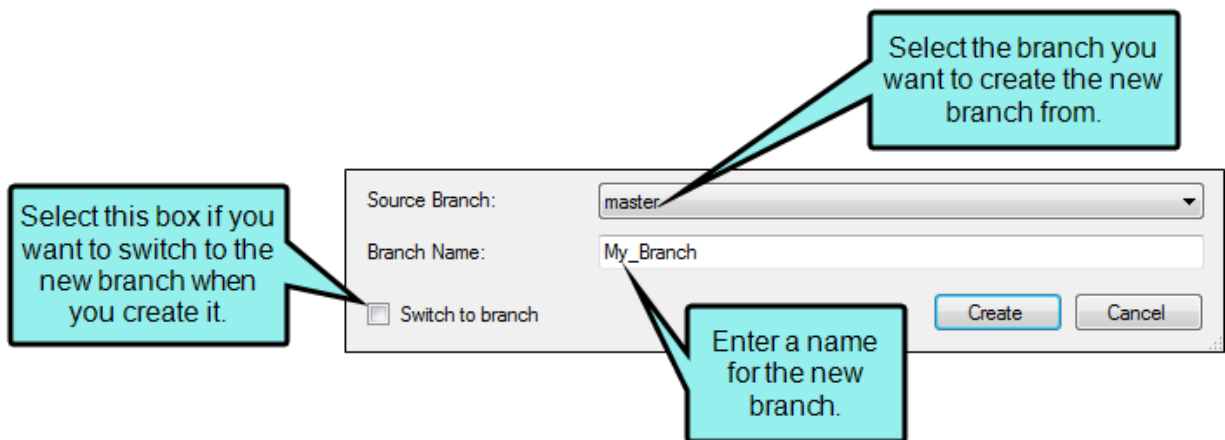 Select the branch you
want to create the new
branch from.
Source Branch:
master
Select this box if you
want to switch to the
new branch when
you create it.
Branch Name:
My_Branch
Switch to branch
Create
Cancel
Enter a name
for the new
branch.